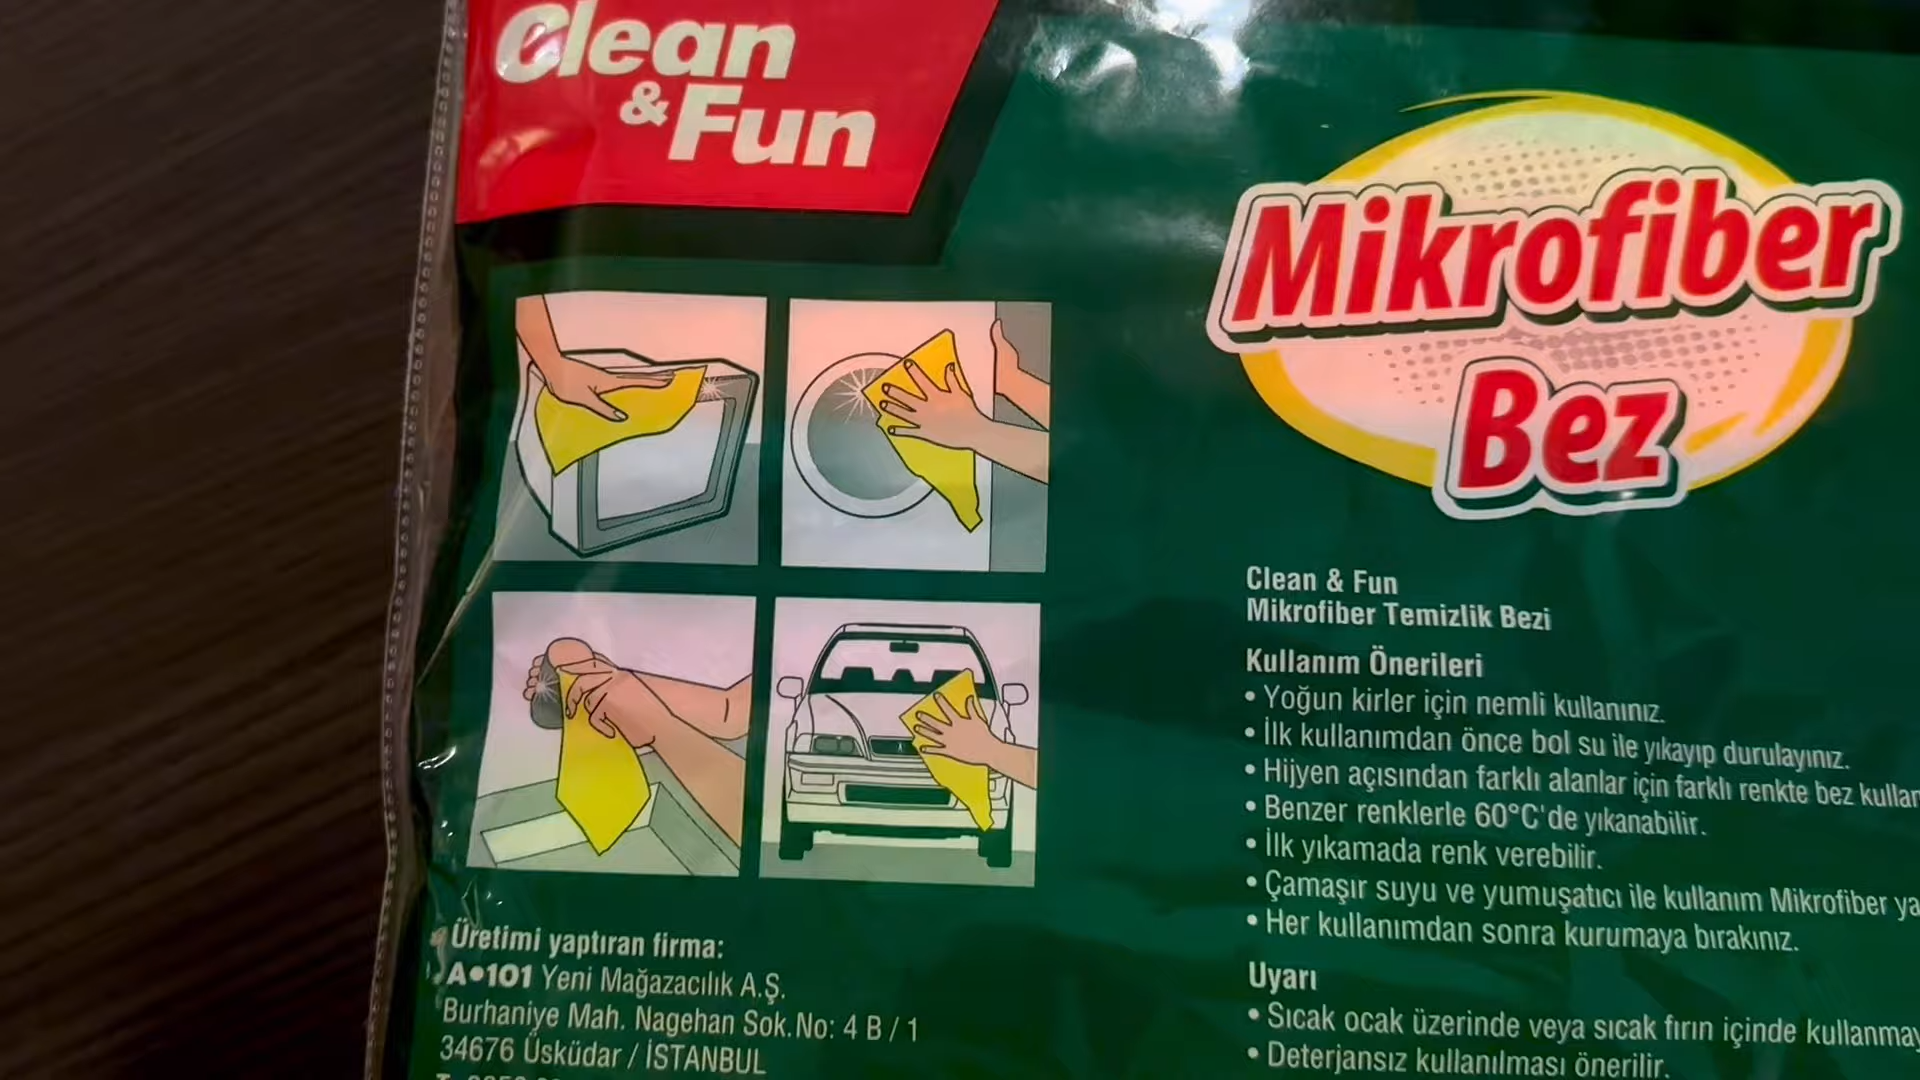 Clean
& Fun
Mikrofiber
Bez
Clean & Fun
Mikrofiber Temizlik Bezi
Kullanım Önerileri
• Yoğun kirler için nemli kullanınız.
• İlk kullanımdan önce bol su ile yıkayıp durulayınız.
• Hijyen açısından farklı alanlar için farklı renkte bez kullan
• Benzer renklerle 60°C'de yıkanabilir.
• İlk yıkamada renk verebilir.
• Çamaşır suyu ve yumuşatıcı ile kullanım Mikrofiber ya
• Her kullanımdan sonra kurumaya bırakınız.
Uyarı
• Sıcak ocak üzerinde veya sıcak fırın içinde kullanmay
• Deterjansız kullanılması önerilir.
Üretimi yaptıran firma:
A•101 Yeni Mağazacılık A.Ş.
Burhaniye Mah. Nagehan Sok. No: 4 B / 1
34676 Üsküdar / İSTANBUL